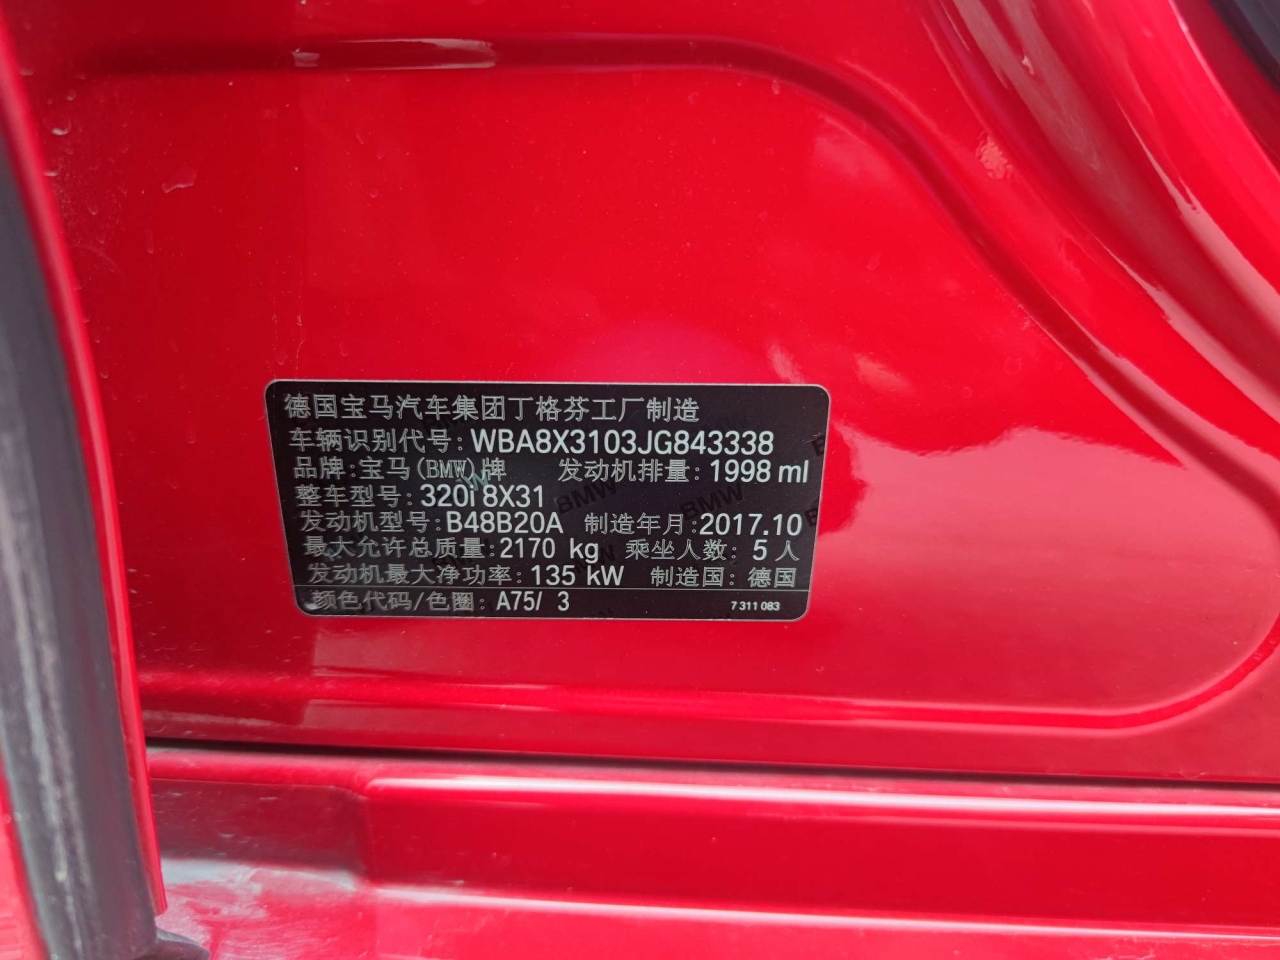 德国宝马汽车集团丁格芬工厂制造
车辆识别代号: WBA8X3103JG843338
品牌:宝马(BMW)牌 发动机排量: 1998 ml
整车型号: 320i 8X31
发动机型号: B48B20A 制造年月:2017.10
最大允许总质量:2170 kg 乘坐人数: 5 人
发动机最大净功率: 135 kW 制造国: 德国
颜色代码/色圈: A75/ 3 7 311 083